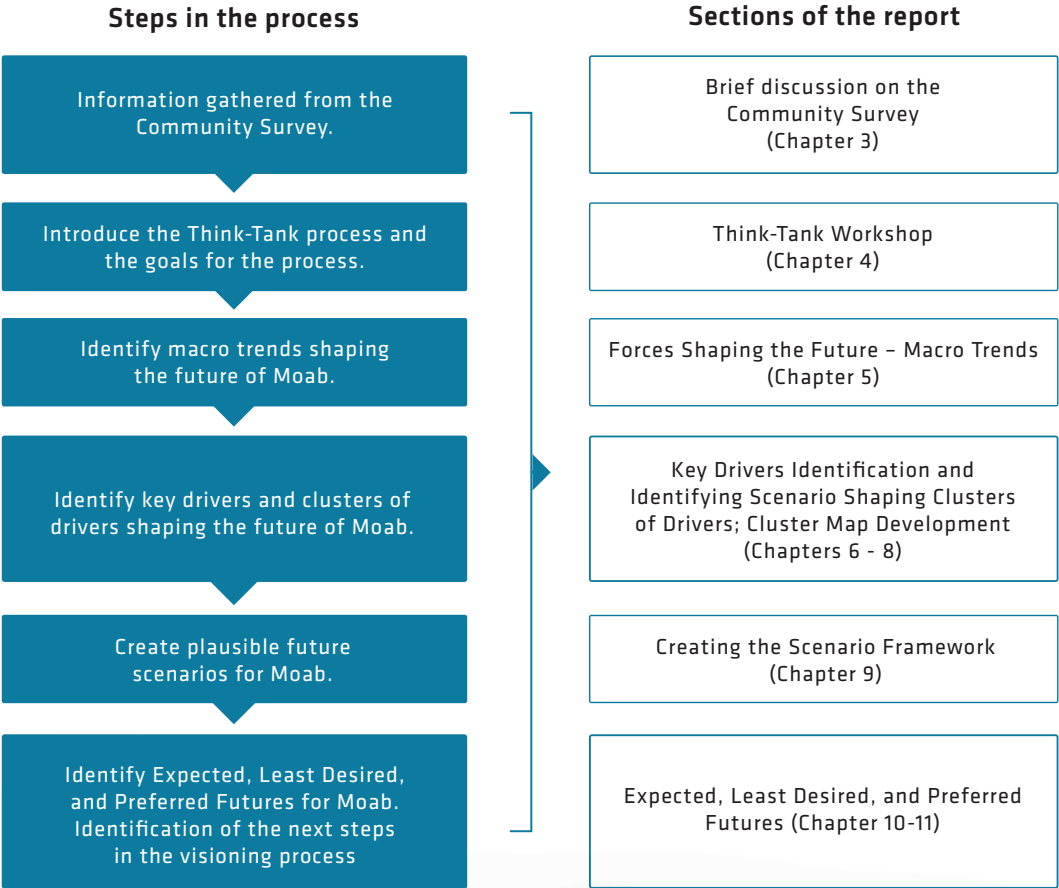 Steps in the process
Sections of the report
Information gathered from the
Community Survey.
Brief discussion on the
Community Survey
(Chapter 3)
Introduce the Think-Tank process and
the goals for the process.
Think-Tank Workshop
(Chapter 4)
Identify macro trends shaping
the future of Moab.
Forces Shaping the Future – Macro Trends
(Chapter 5)
Identify key drivers and clusters of
drivers shaping the future of Moab.
Key Drivers Identification and
Identifying Scenario Shaping Clusters
of Drivers; Cluster Map Development
(Chapters 6 - 8)
Create plausible future
scenarios for Moab.
Creating the Scenario Framework
(Chapter 9)
Identify Expected, Least Desired,
and Preferred Futures for Moab.
Identification of the next steps
in the visioning process
Expected, Least Desired, and Preferred
Futures (Chapter 10-11)